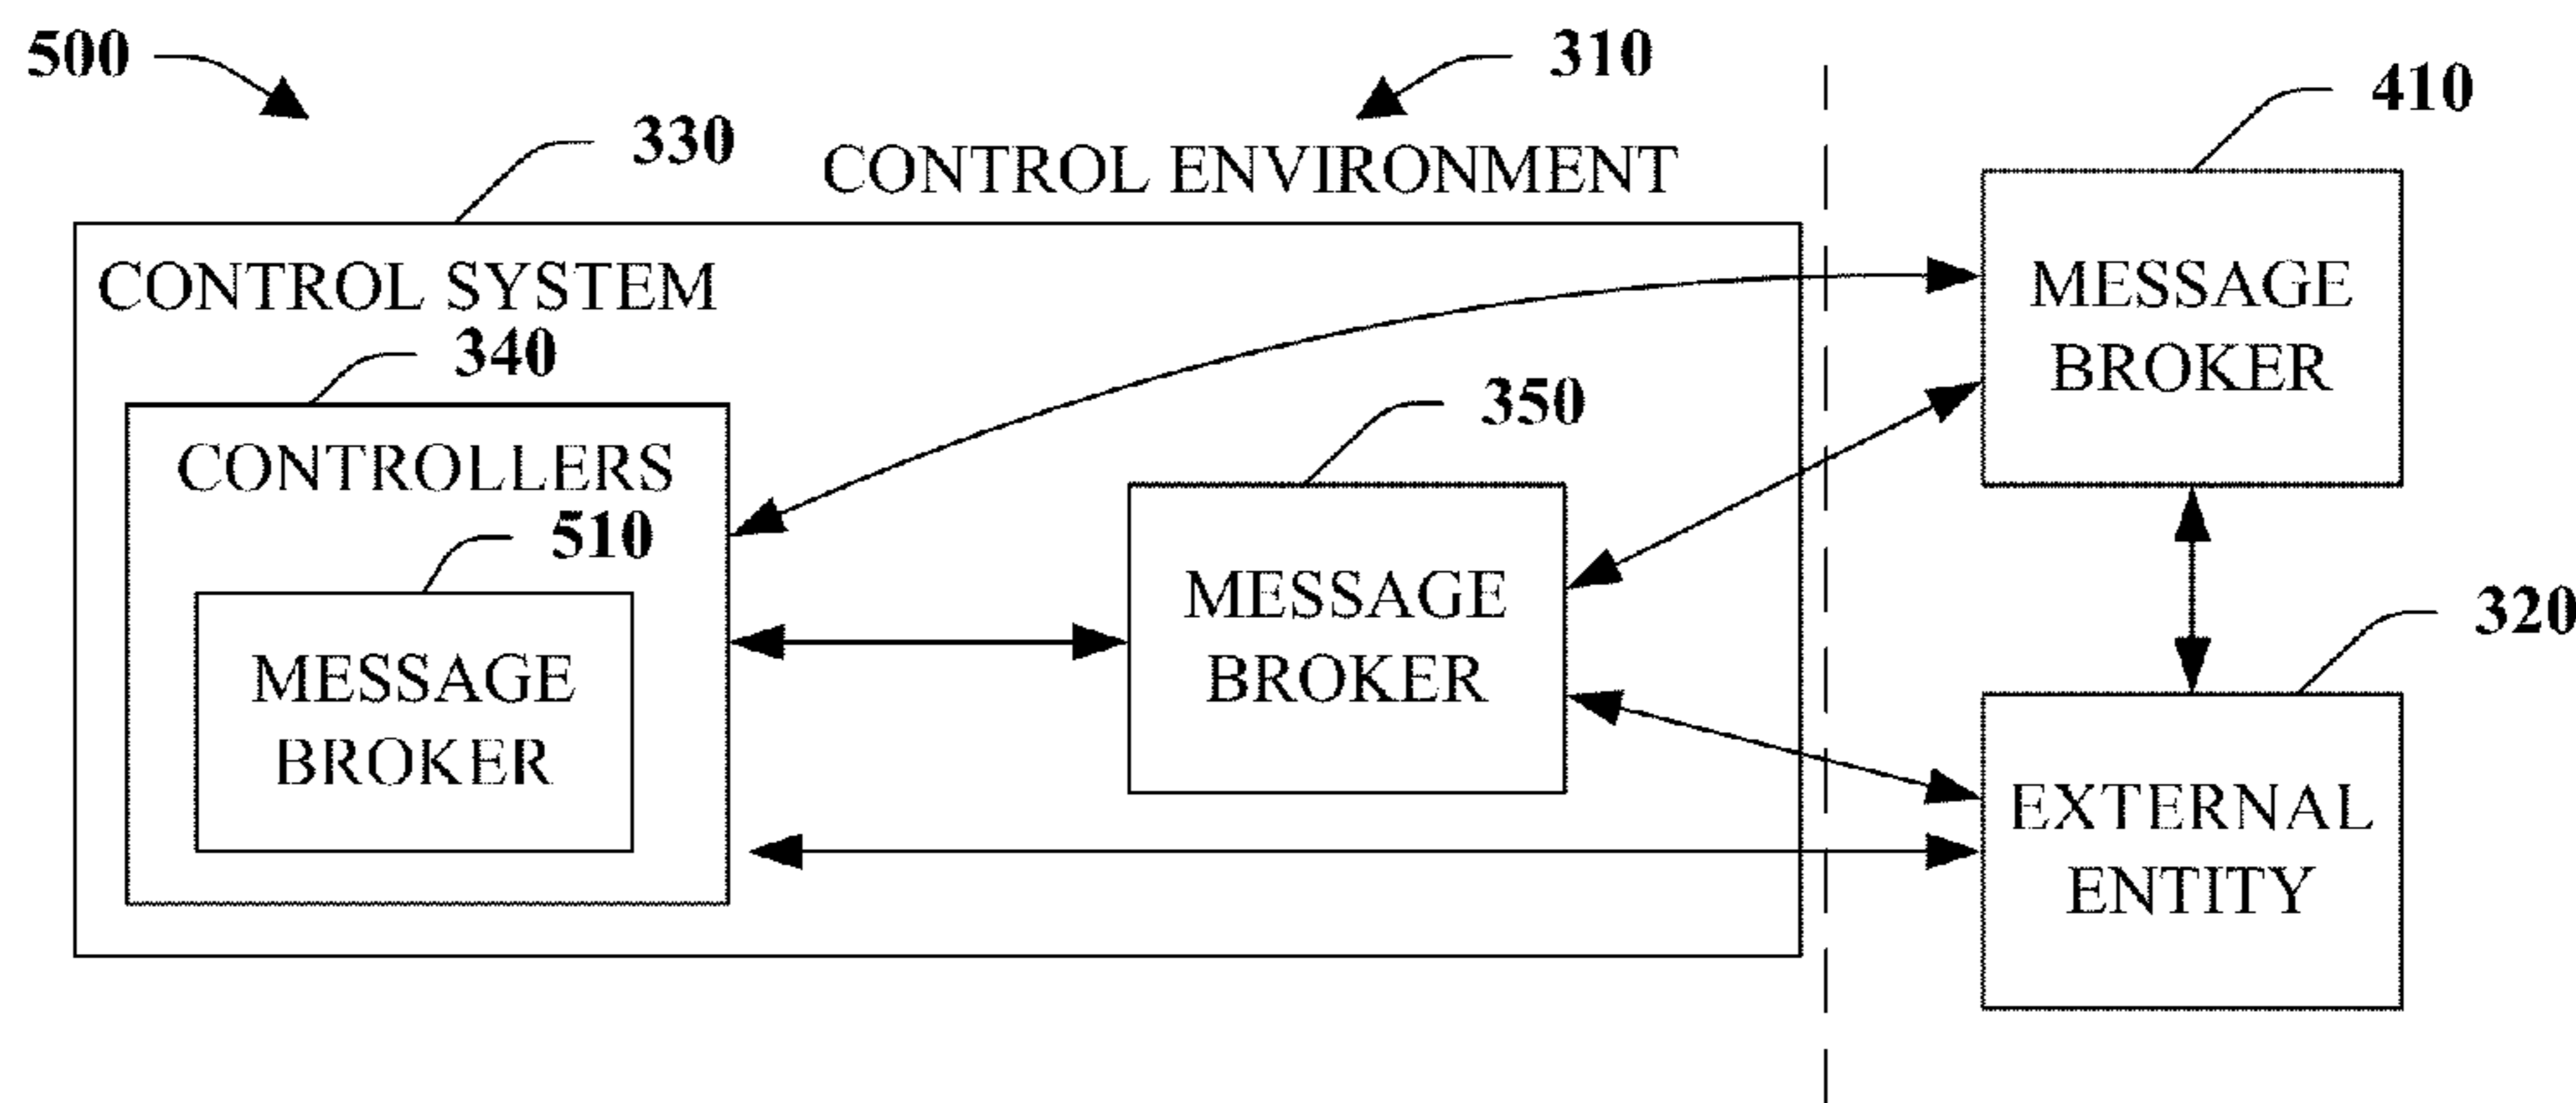 500
310
410
330
CONTROL ENVIRONMENT
CONTROL SYSTEM
MESSAGE
BROKER
340
350
CONTROLLERS
510
MESSAGE
BROKER
MESSAGE
BROKER
320
EXTERNAL
ENTITY